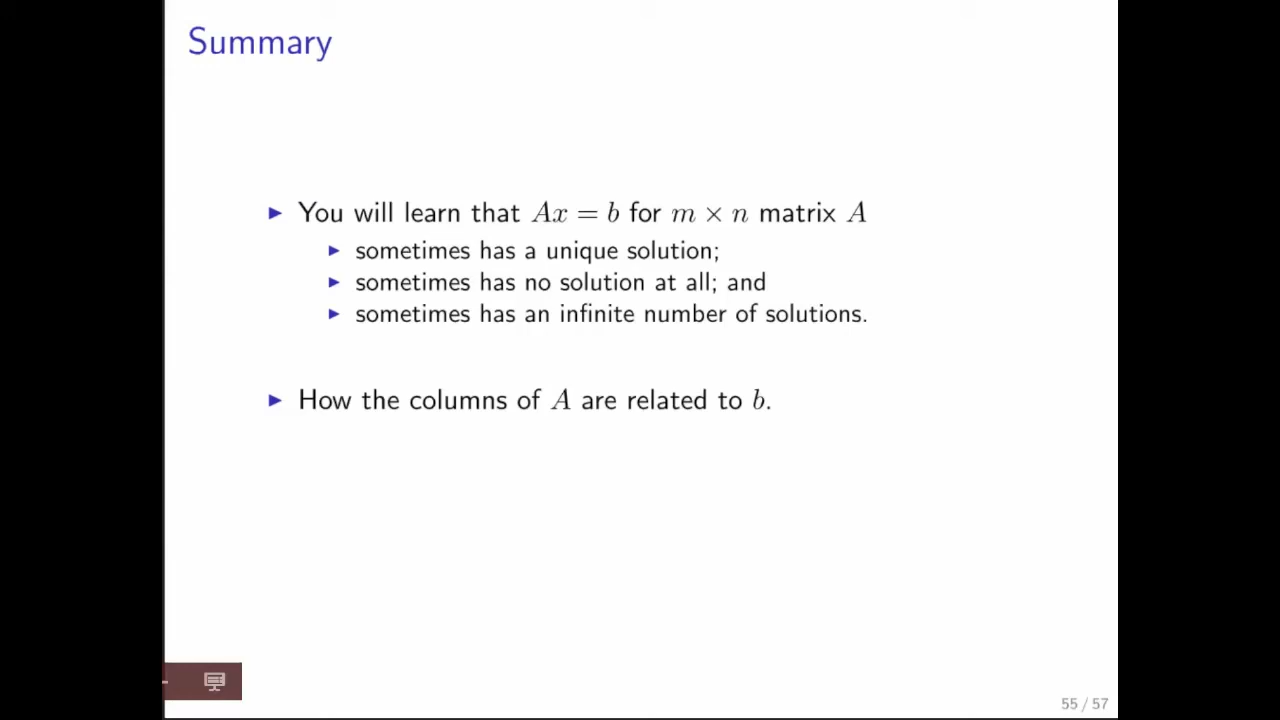 Summary
▶ You will learn that Ax = b for m × n matrix A
▶ sometimes has a unique solution;
▶ sometimes has no solution at all; and
▶ sometimes has an infinite number of solutions.
▶ How the columns of A are related to b.
55 / 57